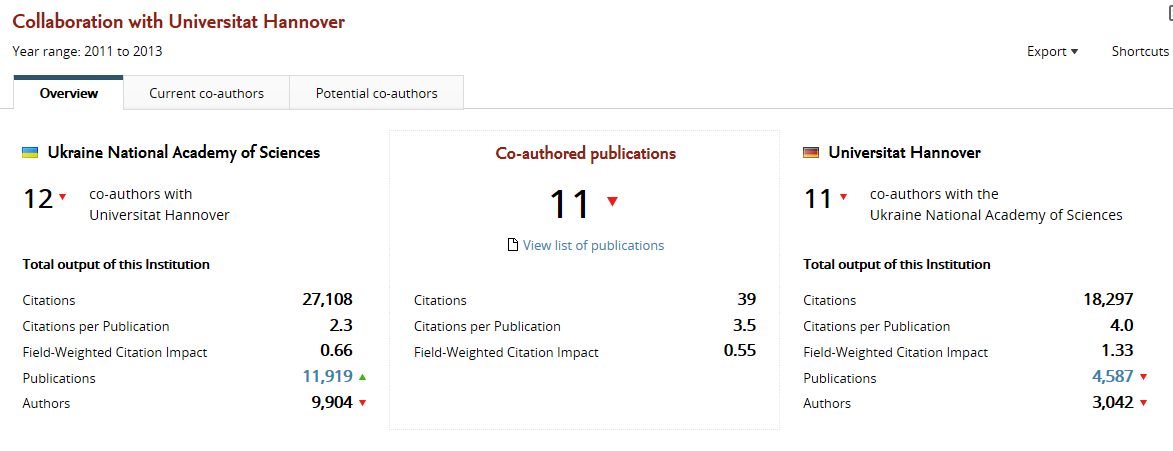 Collaboration with Universitat Hannover
Year range: 2011 to 2013
Export
Shortcuts
Overview
Current co-authors
Potential co-authors
Ukraine National Academy of Sciences
12
co-authors with
Universitat Hannover
Total output of this Institution
Citations 27,108
Citations per Publication 2.3
Field-Weighted Citation Impact 0.66
Publications 11,919
Authors 9,904
Co-authored publications
11
View list of publications
Citations 39
Citations per Publication 3.5
Field-Weighted Citation Impact 0.55
Universitat Hannover
11
co-authors with the
Ukraine National Academy of Sciences
Total output of this Institution
Citations 18,297
Citations per Publication 4.0
Field-Weighted Citation Impact 1.33
Publications 4,587
Authors 3,042